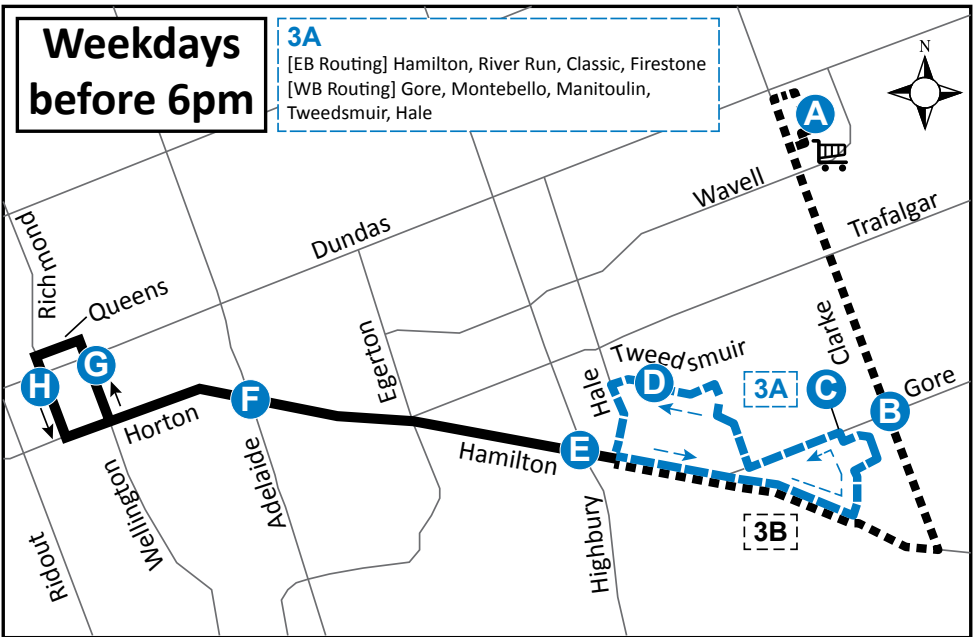 Weekdays
before 6pm
3A
[EB Routing] Hamilton, River Run, Classic, Firestone
[WB Routing] Gore, Montebello, Manitoulin,
Tweedsmuir, Hale
N
A
Wavell
Trafalgar
Richmond
Dundas
Queens
Clarke
Egerton
Tweedsmuir
Hale
G
H
D
3A
C
Gore
B
F
Horton
E
Hamilton
Adelaide
Wellington
Highbury
3B
Ridout